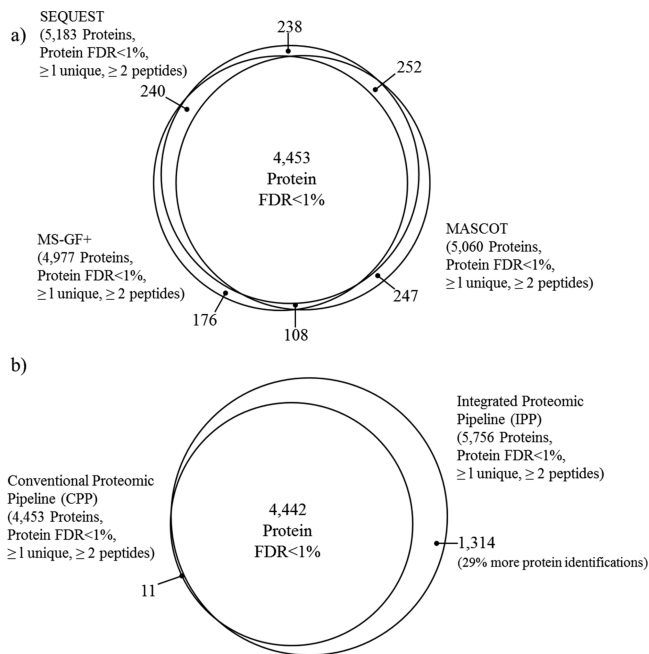 a)
SEQUEST
(5,183 Proteins,
Protein FDR<1%,
≥1 unique, ≥ 2 peptides)
238
252
240
4,453
Protein
FDR<1%
MS-GF+
(4,977 Proteins,
Protein FDR<1%,
≥1 unique, ≥ 2 peptides)
MASCOT
(5,060 Proteins,
Protein FDR<1%,
≥1 unique, ≥ 2 peptides)
176
108
247
b)
Integrated Proteomic
Pipeline (IPP)
(5,756 Proteins,
Protein FDR<1%,
≥1 unique, ≥ 2 peptides)
Conventional Proteomic
Pipeline (CPP)
(4,453 Proteins,
Protein FDR<1%,
≥1 unique, ≥ 2 peptides)
4,442
Protein
FDR<1%
1,314
(29% more protein identifications)
11